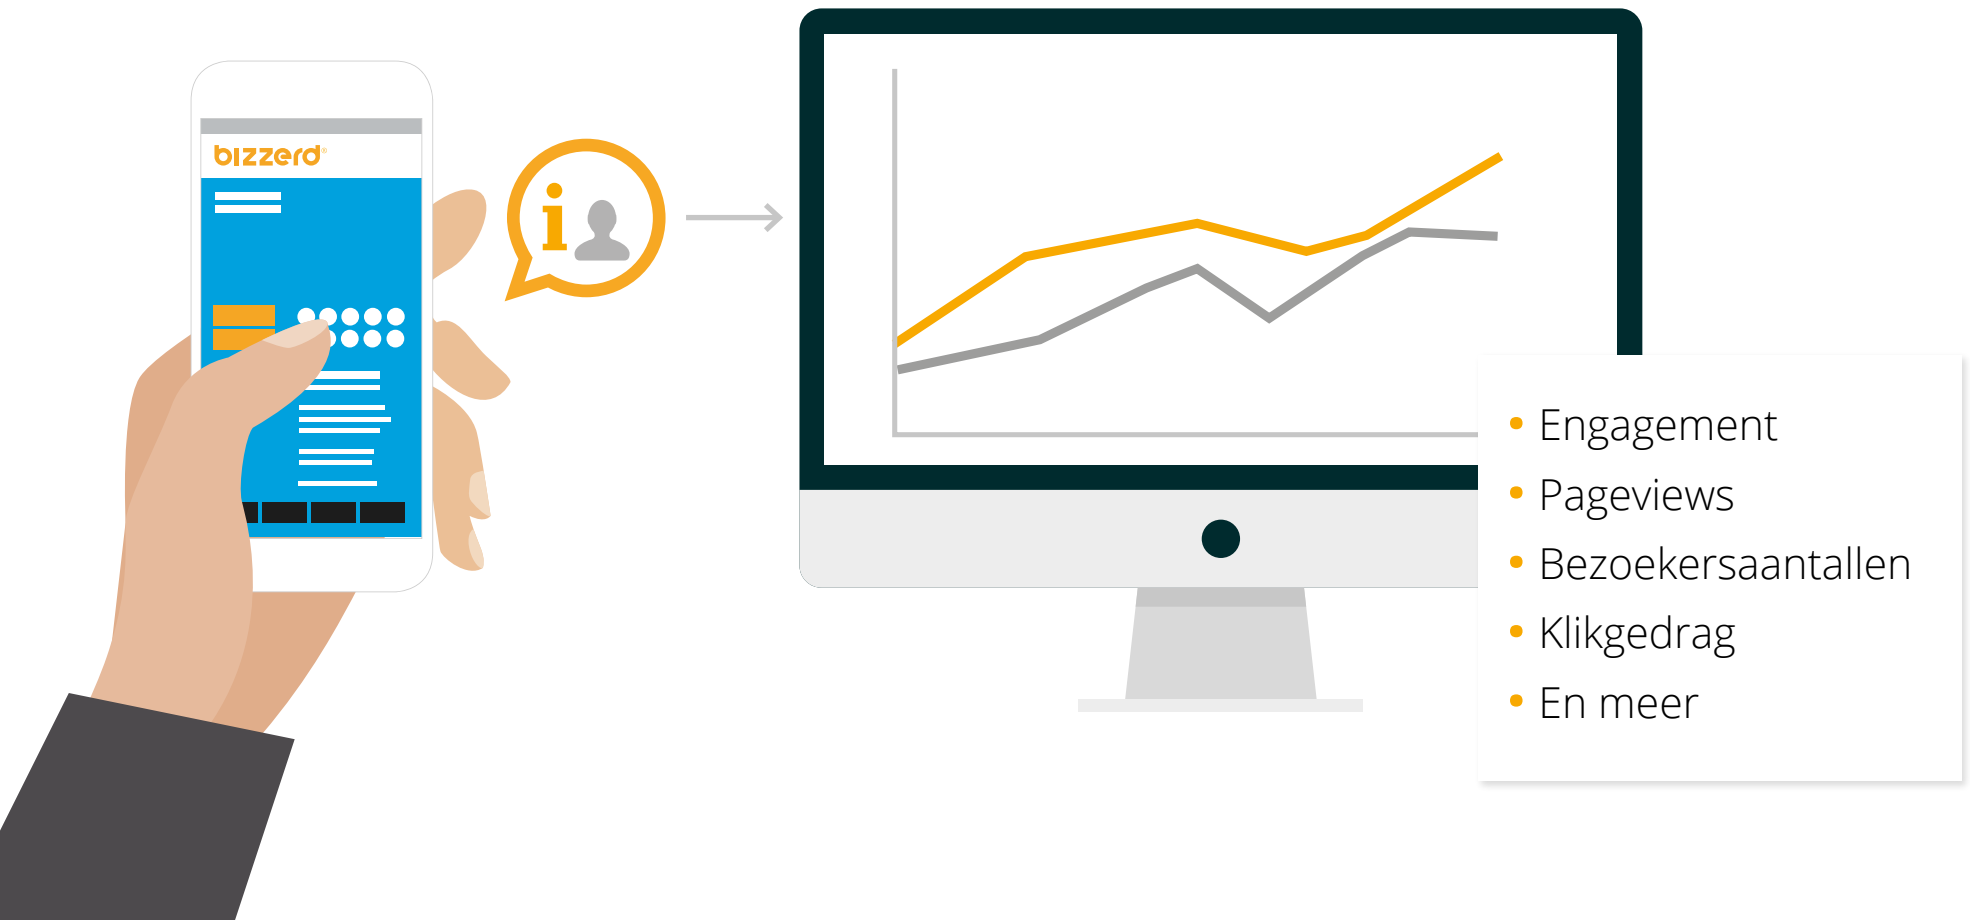 bizzerd®
i
• Engagement
• Pageviews
• Bezoekersaantallen
• Klikgedrag
• En meer